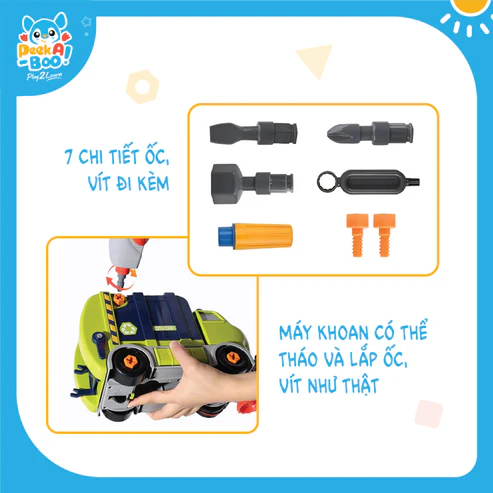 Peek A
BOO!
Play2Learn
7 CHI TIẾT ỐC,
VÍT ĐI KÈM
MÁY KHOAN CÓ THỂ
THÁO VÀ LẮP ỐC,
VÍT NHƯ THẬT